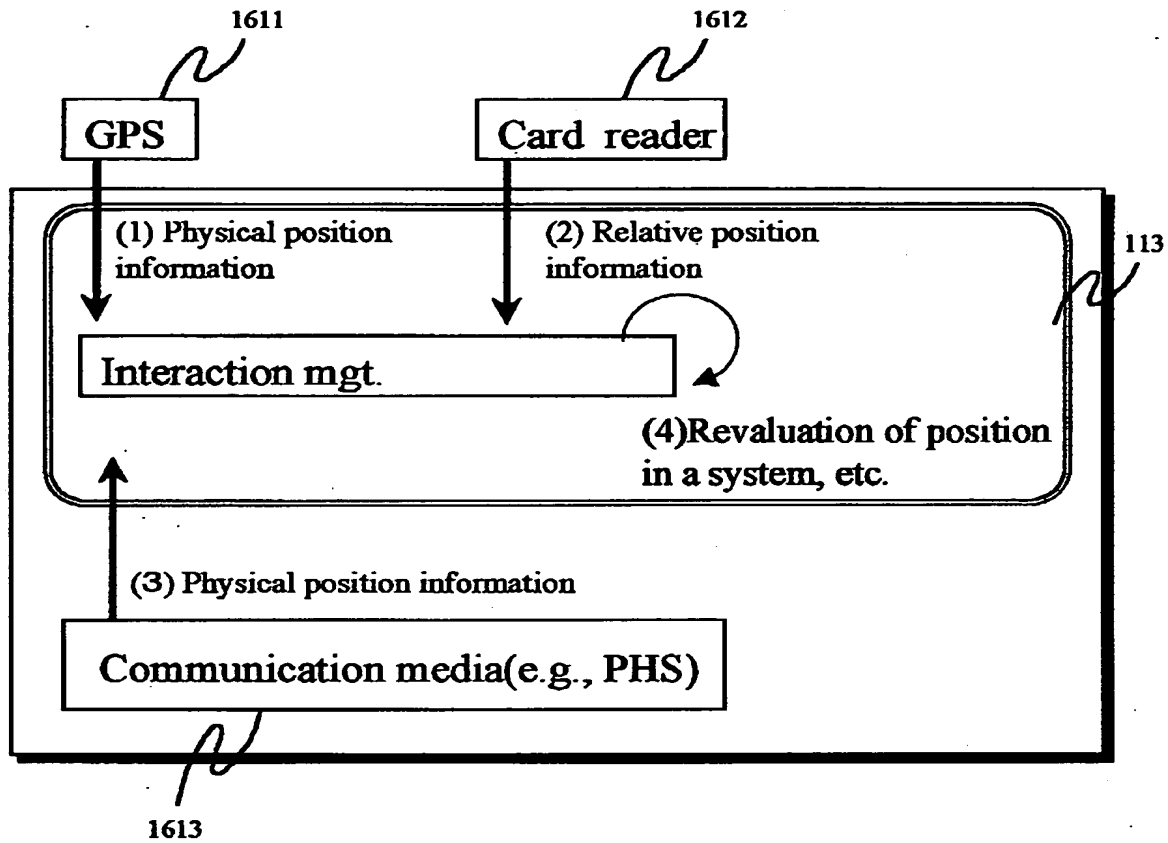 1611
1612
GPS
Card reader
(1) Physical position
information
(2) Relative position
information
113
Interaction mgt.
(4)Revaluation of position
in a system, etc.
(3) Physical position information
Communication media(e.g., PHS)
1613